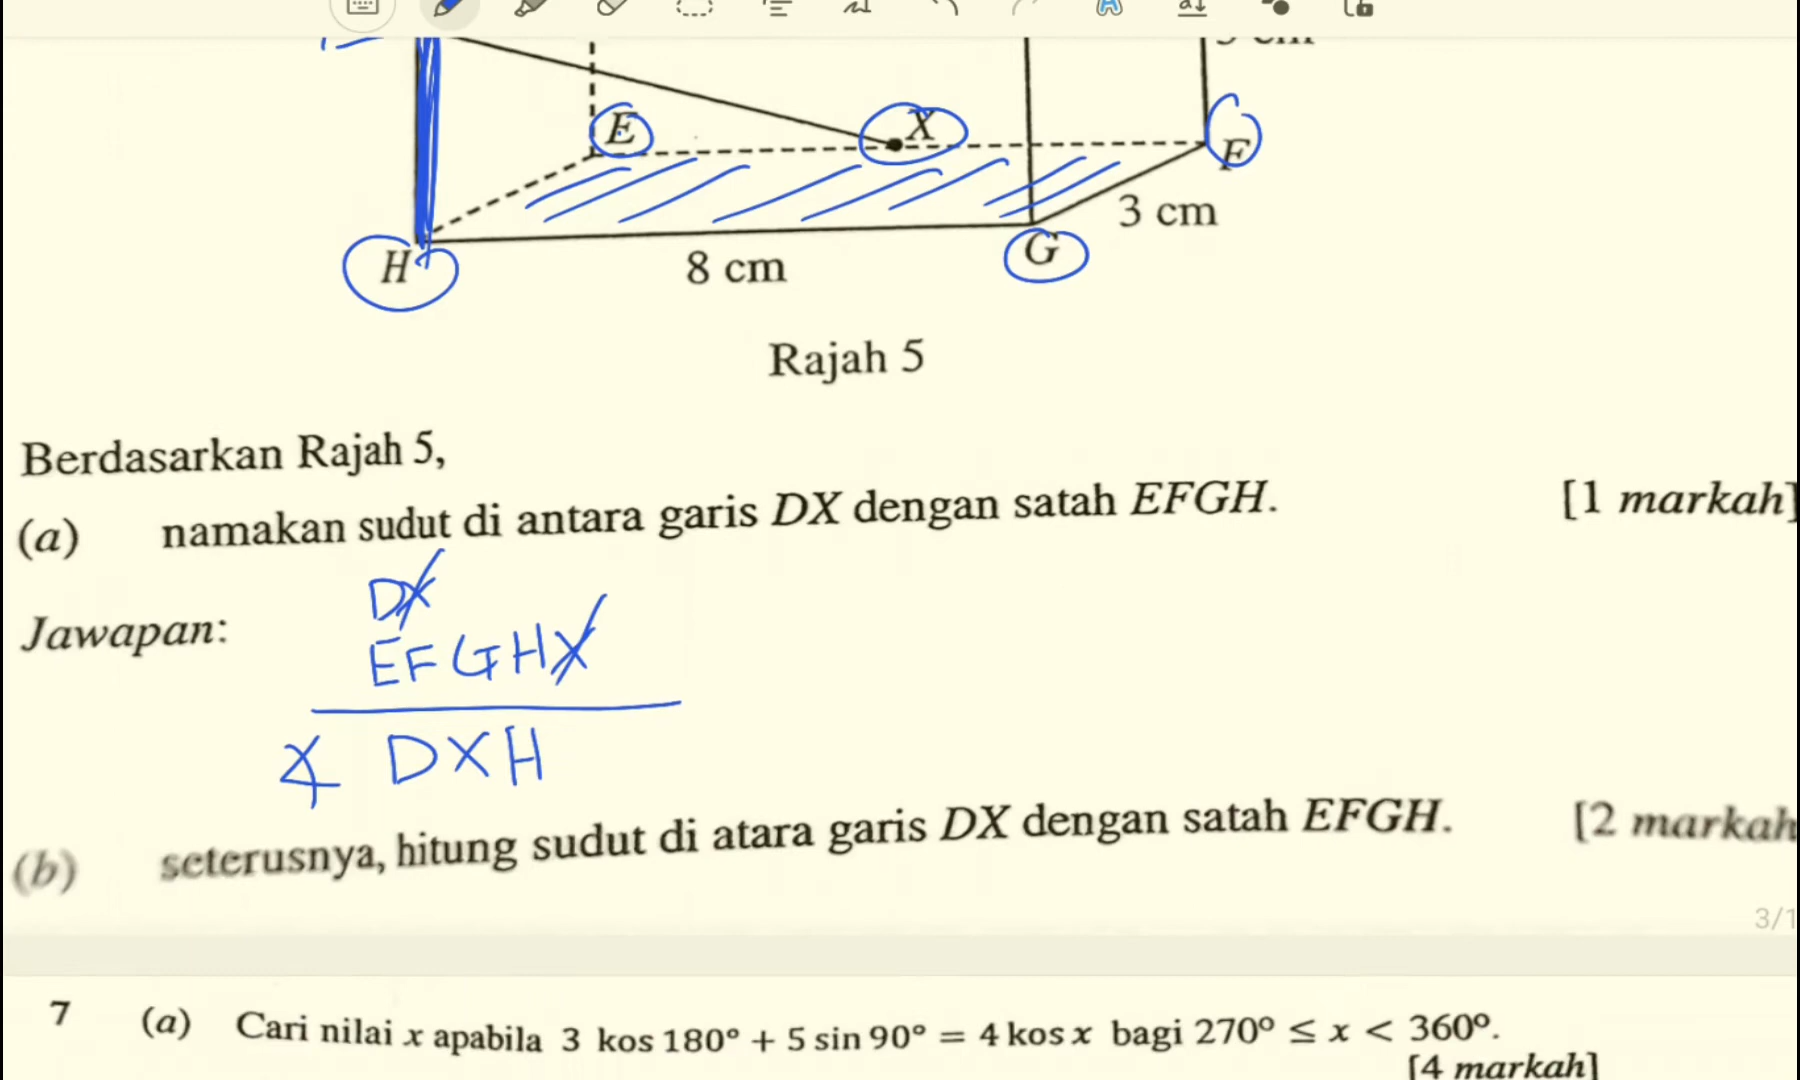 E
X
F
3 cm
H
8 cm
G
Rajah 5
Berdasarkan Rajah 5,
(a) namakan sudut di antara garis DX dengan satah EFGH. [1 markah]
Jawapan:
DX
EFGHX
∠ DXH
(b) seterusnya, hitung sudut di atara garis DX dengan satah EFGH. [2 markah
3/1
7 (a) Cari nilai x apabila 3 kos 180° + 5 sin 90° = 4 kos x bagi 270° ≤ x < 360°.
[4 markah]